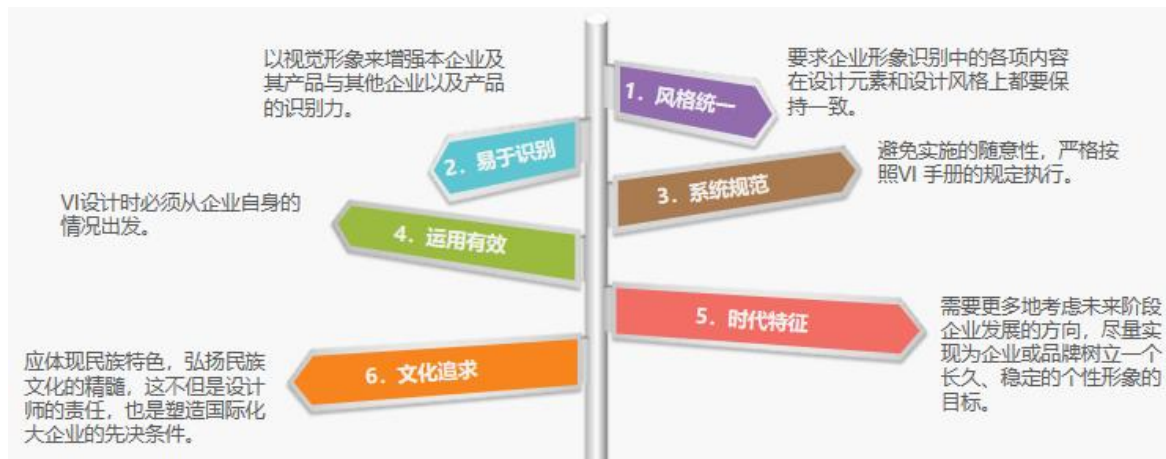 1. 风格统一
要求企业形象识别中的各项内容
在设计元素和设计风格上都要保
持一致。
以视觉形象来增强本企业及
其产品与其他企业以及产品
的识别力。
2. 易于识别
3. 系统规范
避免实施的随意性，严格按
照VI 手册的规定执行。
VI设计时必须从企业自身的
情况出发。
4. 运用有效
5. 时代特征
需要更多地考虑未来阶段
企业发展的方向，尽量实
现为企业或品牌树立一个
长久、稳定的个性形象的
目标。
应体现民族特色，弘扬民族
文化的精髓，这不但是设计
师的责任，也是塑造国际化
大企业的先决条件。
6. 文化追求